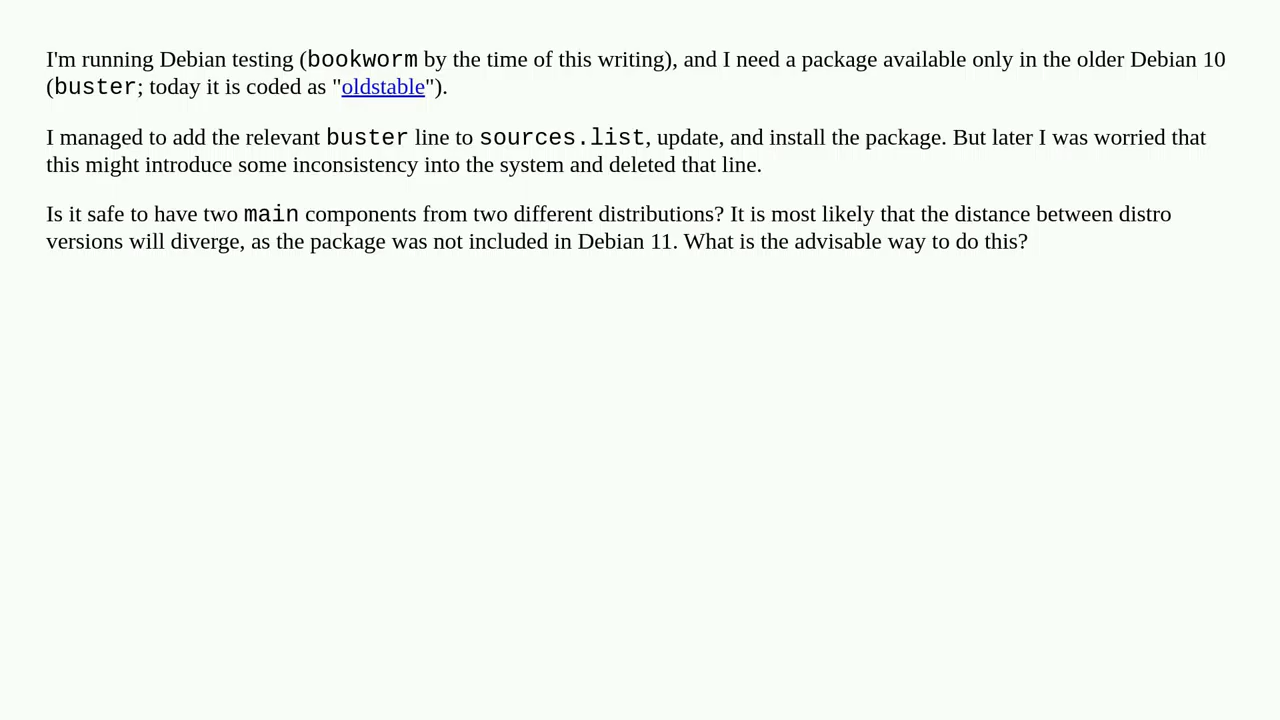 I'm running Debian testing (bookworm by the time of this writing), and I need a package available only in the older Debian 10
(buster; today it is coded as "oldstable").
I managed to add the relevant buster line to sources.list, update, and install the package. But later I was worried that
this might introduce some inconsistency into the system and deleted that line.
Is it safe to have two main components from two different distributions? It is most likely that the distance between distro
versions will diverge, as the package was not included in Debian 11. What is the advisable way to do this?